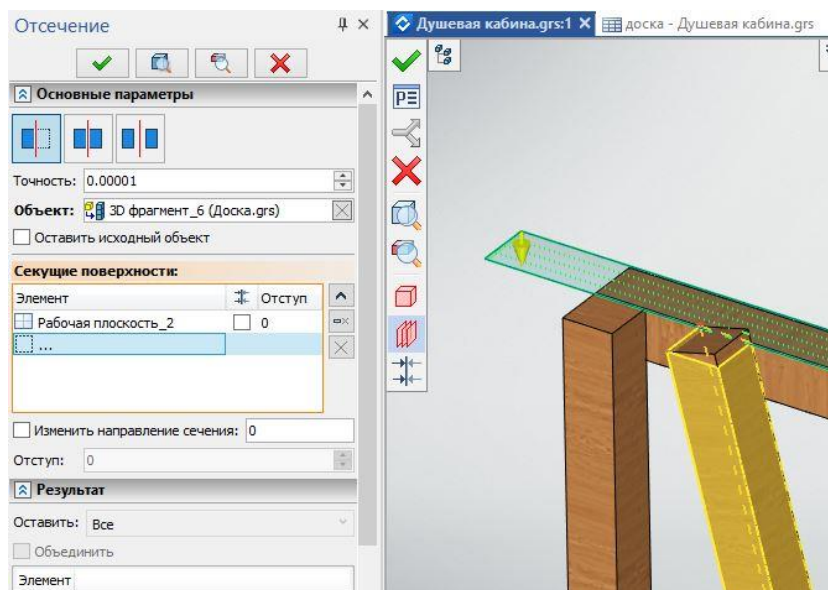 Отсечение
Душевая кабина.grs:1
доска - Душевая кабина.grs
Основные параметры
Точность: 0.00001
Объект: 3D фрагмент_6 (Доска.grs)
Оставить исходный объект
Секущие поверхности:
Элемент Отступ
Рабочая плоскость_2 0
...
Изменить направление сечения: 0
Отступ: 0
Результат
Оставить: Все
Объединить
Элемент